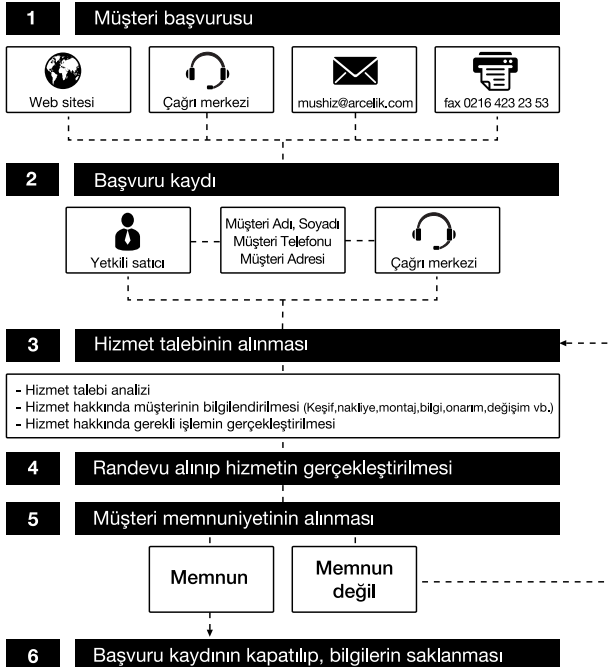 1 Müşteri başvurusu
Web sitesi
Çağrı merkezi
mushiz@arcelik.com
fax 0216 423 23 53
2 Başvuru kaydı
Yetkili satıcı
Müşteri Adı, Soyadı
Müşteri Telefonu
Müşteri Adresi
Çağrı merkezi
3 Hizmet talebinin alınması
- Hizmet talebi analizi
- Hizmet hakkında müşterinin bilgilendirilmesi (Keşif,nakliye,montaj,bilgi,onarım,değişim vb.)
- Hizmet hakkında gerekli işlemin gerçekleştirilmesi
4 Randevu alınıp hizmetin gerçekleştirilmesi
5 Müşteri memnuniyetinin alınması
Memnun
Memnun
değil
6 Başvuru kaydının kapatılıp, bilgilerin saklanması